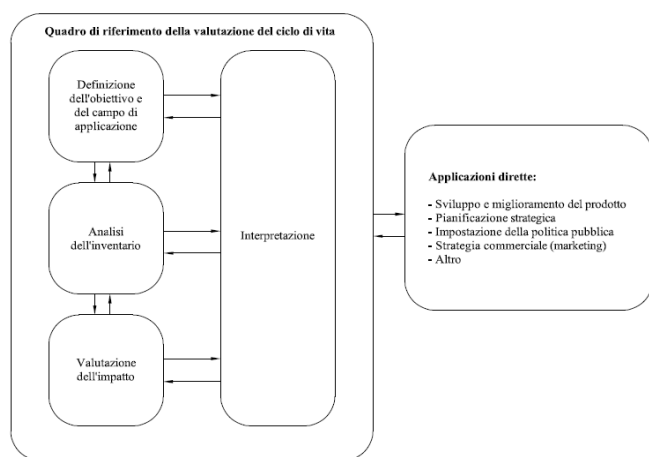 Quadro di riferimento della valutazione del ciclo di vita
Definizione
dell'obiettivo e
del campo di
applicazione
Analisi
dell'inventario
Valutazione
dell'impatto
Interpretazione
Applicazioni dirette:
- Sviluppo e miglioramento del prodotto
- Pianificazione strategica
- Impostazione della politica pubblica
- Strategia commerciale (marketing)
- Altro